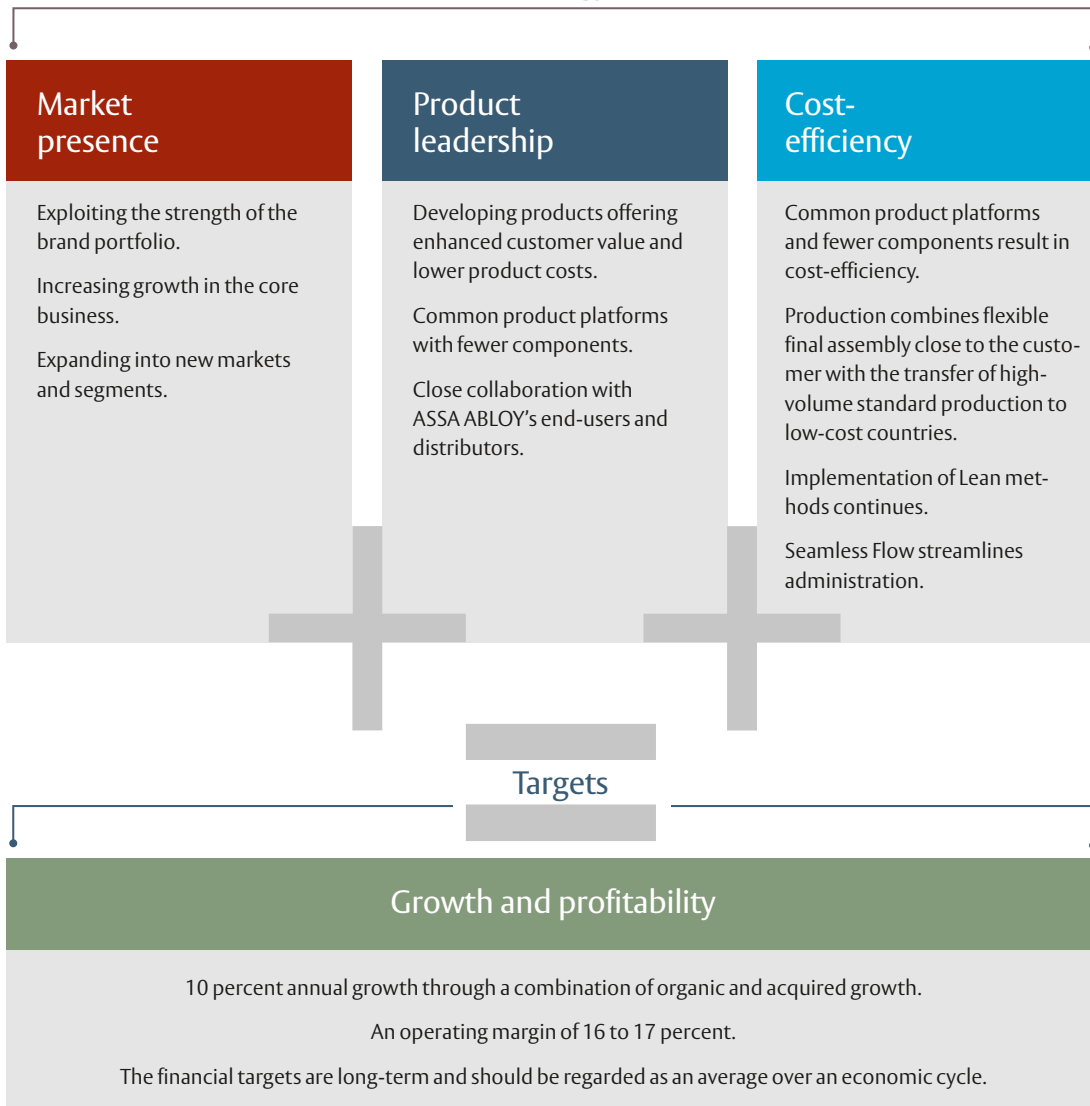 Market
presence
Exploiting the strength of the
brand portfolio.
Increasing growth in the core
business.
Expanding into new markets
and segments.
Product
leadership
Developing products offering
enhanced customer value and
lower product costs.
Common product platforms
with fewer components.
Close collaboration with
ASSA ABLOY's end-users and
distributors.
Cost-
efficiency
Common product platforms
and fewer components result in
cost-efficiency.
Production combines flexible
final assembly close to the custo-
mer with the transfer of high-
volume standard production to
low-cost countries.
Implementation of Lean met-
hods continues.
Seamless Flow streamlines
administration.
Targets
Growth and profitability
10 percent annual growth through a combination of organic and acquired growth.
An operating margin of 16 to 17 percent.
The financial targets are long-term and should be regarded as an average over an economic cycle.